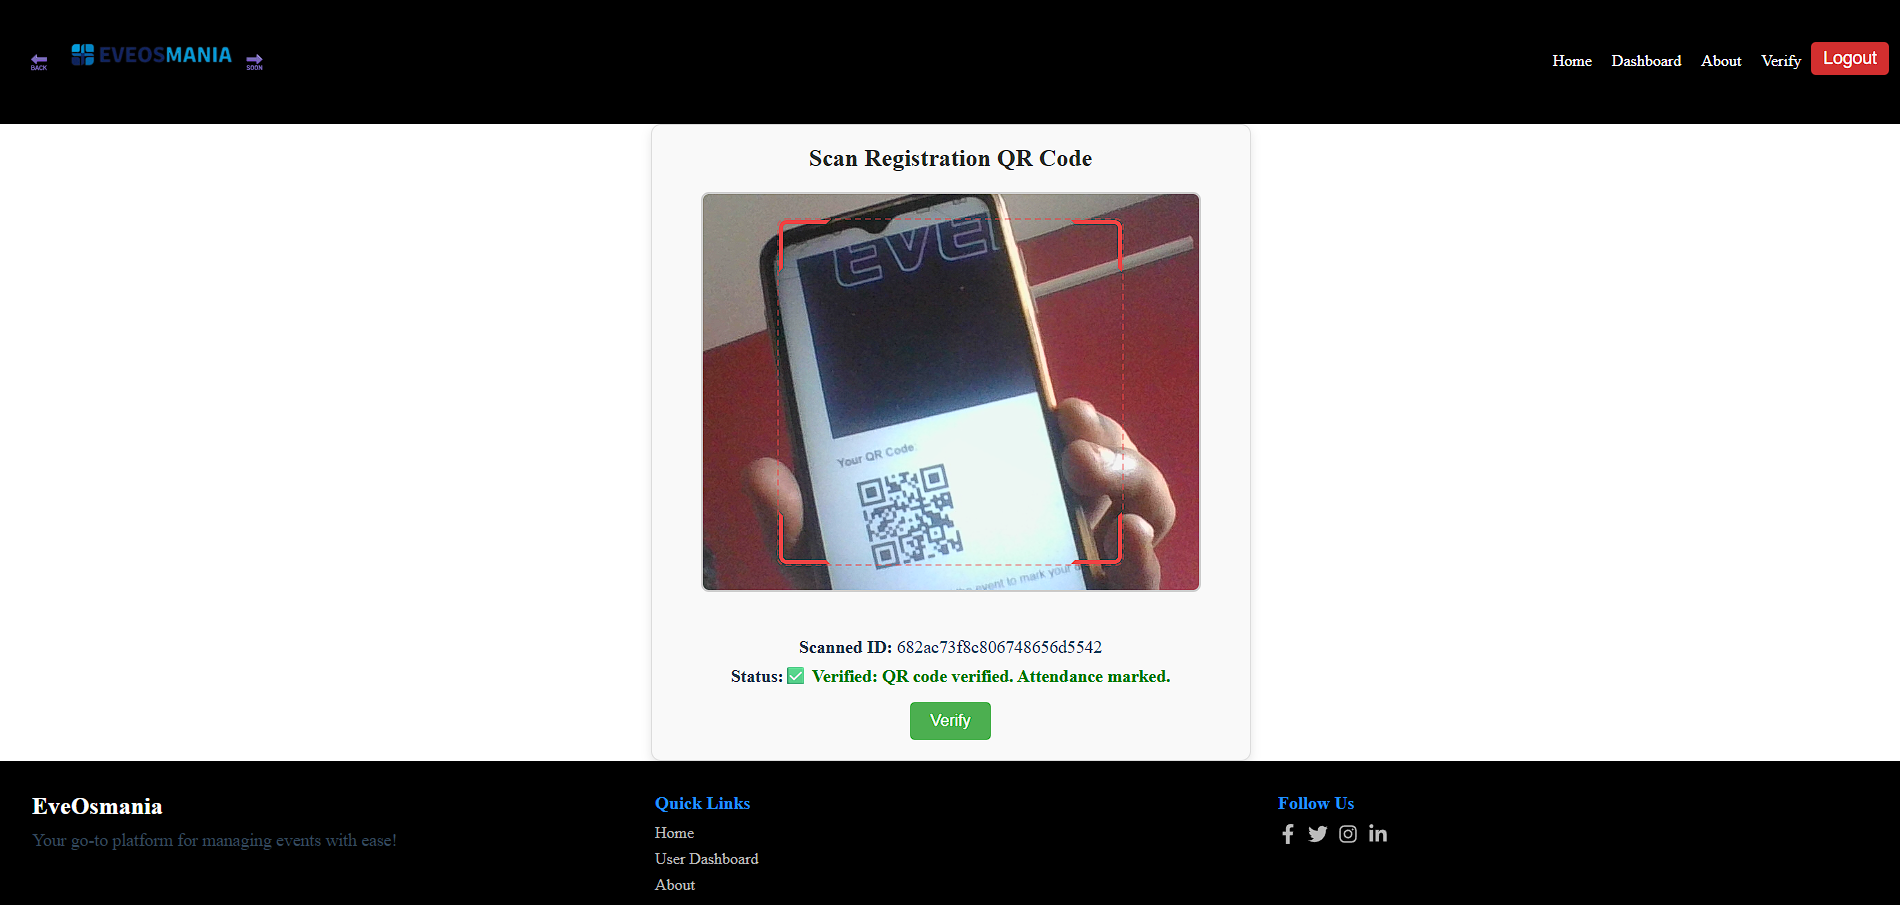 BACK
EVEOSMANIA
SOON
Home Dashboard About Verify Logout
Scan Registration QR Code
EVE
Your QR Code:
event to mark your
Scanned ID: 682ac73f8c806748656d5542
Status: ✅ Verified: QR code verified. Attendance marked.
Verify
EveOsmania
Your go-to platform for managing events with ease!
Quick Links
Home
User Dashboard
About
Follow Us